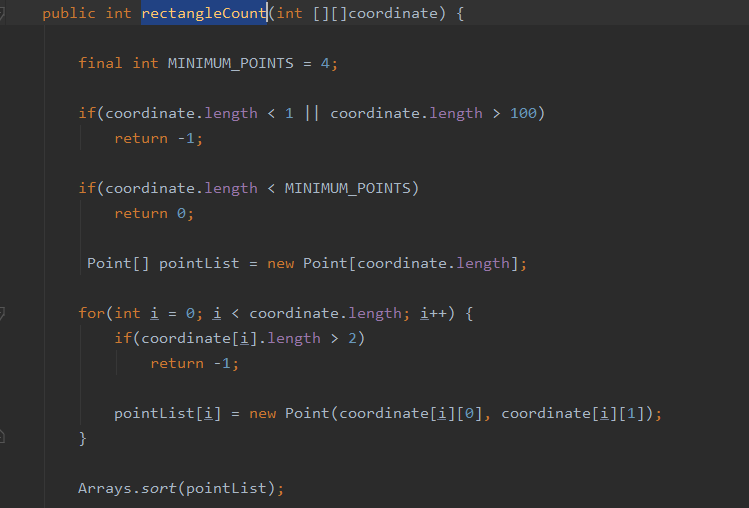 public int rectangleCount(int [][]coordinate) {
final int MINIMUM_POINTS = 4;
if(coordinate.length < 1 || coordinate.length > 100)
return -1;
if(coordinate.length < MINIMUM_POINTS)
return 0;
Point[] pointList = new Point[coordinate.length];
for(int i = 0; i < coordinate.length; i++) {
if(coordinate[i].length > 2)
return -1;
pointList[i] = new Point(coordinate[i][0], coordinate[i][1]);
}
Arrays.sort(pointList);